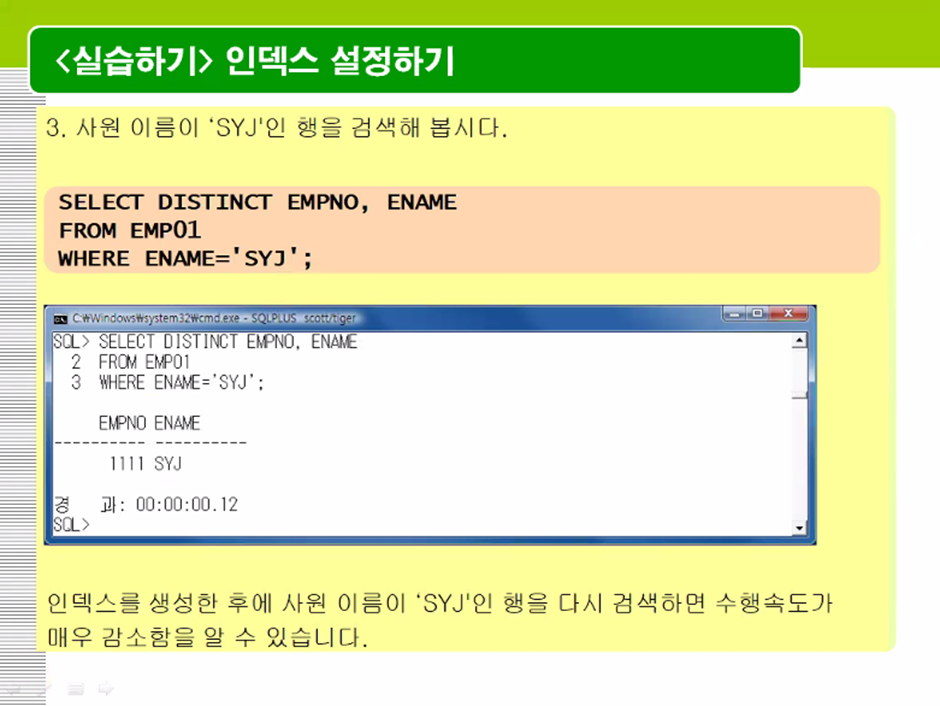 <실습하기> 인덱스 설정하기
3. 사원 이름이 ‘SYJ'인 행을 검색해 봅시다.
SELECT DISTINCT EMPNO, ENAME
FROM EMP01
WHERE ENAME='SYJ';
C:\Windows\system32\cmd.exe - SQLPLUS scott/tiger
SQL> SELECT DISTINCT EMPNO, ENAME
2 FROM EMP01
3 WHERE ENAME='SYJ';
EMPNO ENAME
---------- ----------
1111 SYJ
경 과: 00:00:00.12
SQL>
인덱스를 생성한 후에 사원 이름이 ‘SYJ'인 행을 다시 검색하면 수행속도가
매우 감소함을 알 수 있습니다.